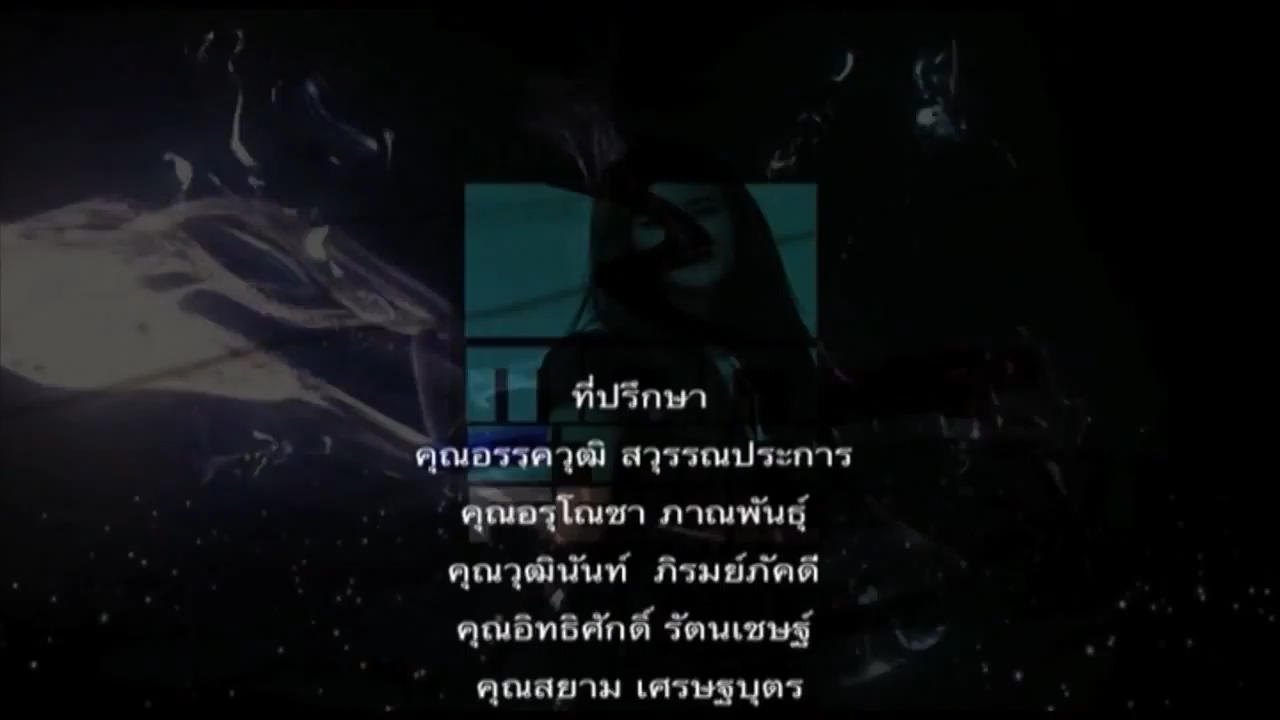 ที่ปรึกษา
คุณอรรควุฒิ สวุรรณประการ
คุณอรุโณชา ภาณพันธุ์
คุณวุฒินันท์ ภิรมย์ภัคดี
คุณอิทธิศักดิ์ รัตนเชษฐ์
คุณสยาม เศรษฐบุตร